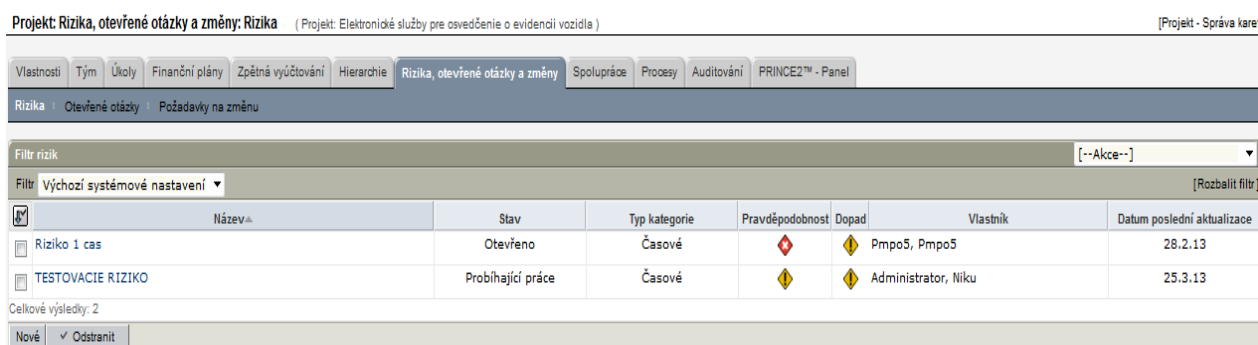 Projekt: Rizika, otevřené otázky a změny: Rizika ( Projekt: Elektronické služby pre osvedčenie o evidencii vozidla ) [Projekt - Správa karet
Vlastnosti Tým Úkoly Finanční plány Zpětná vyúčtování Hierarchie Rizika, otevřené otázky a změny Spolupráce Procesy Auditování PRINCE2™ - Panel
Rizika Otevřené otázky Požadavky na změnu
Filtr rizik [--Akce--]
Filtr Výchozí systémové nastavení [Rozbalit filtr]
Název Stav Typ kategorie Pravděpodobnost Dopad Vlastník Datum poslední aktualizace
Riziko 1 cas Otevřeno Časové Pmpo5, Pmpo5 28.2.13
TESTOVACIE RIZIKO Probíhající práce Časové Administrator, Niku 25.3.13
Celkové výsledky: 2
Nové Odstranit